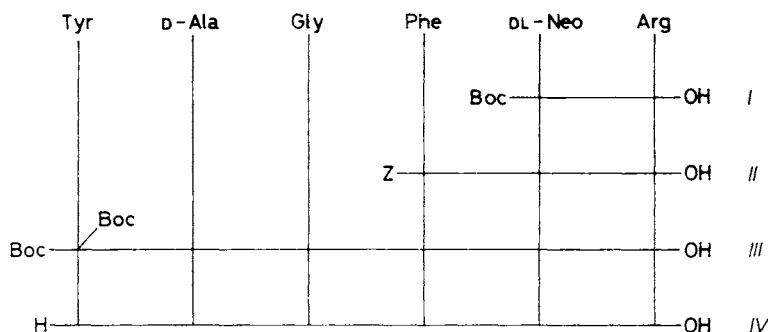 Tyr D-Ala Gly Phe DL-Neo Arg
Boc OH I
Z OH II
Boc
Boc OH III
H OH IV